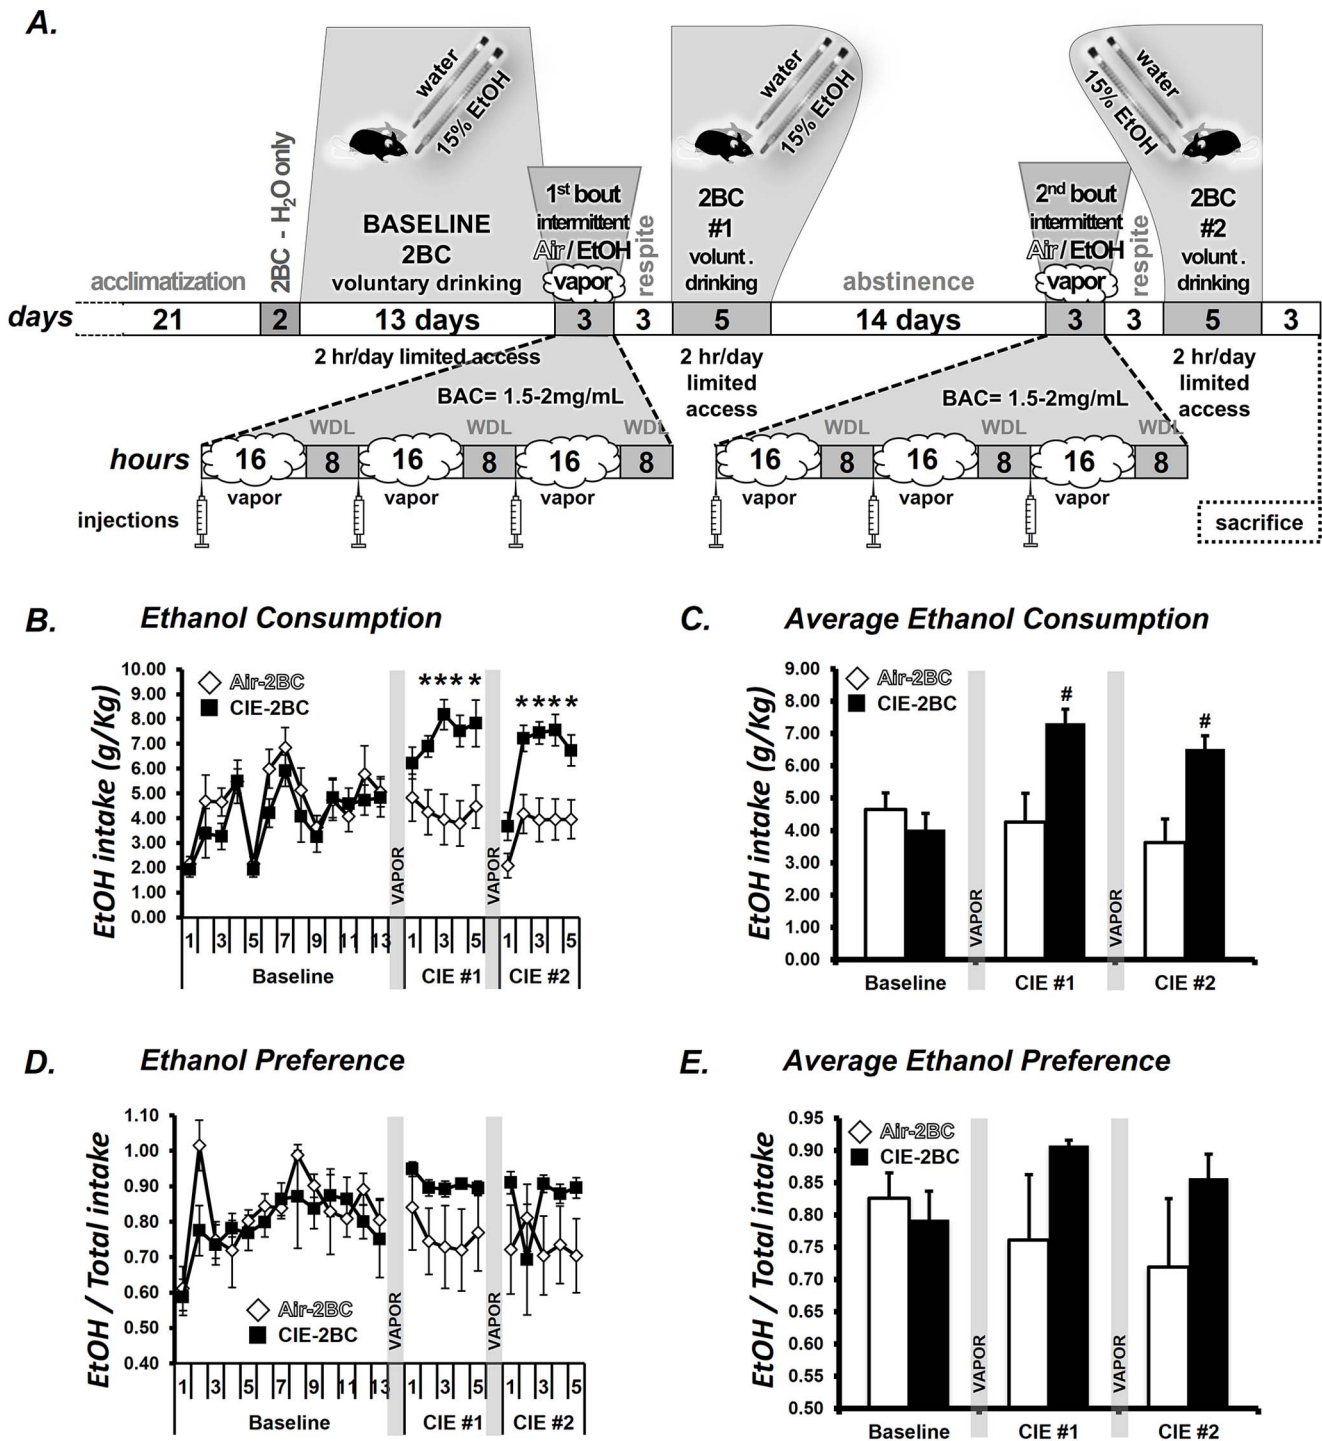 A.
water
15% EtOH
water
15% EtOH
water
15% EtOH
2BC - H2O only
BASELINE
2BC
voluntary drinking
1st bout
intermittent
Air / EtOH
vapor
respite
2BC
#1
volunt .
drinking
2nd bout
intermittent
Air / EtOH
vapor
respite
2BC
#2
volunt .
drinking
acclimatization
abstinence
days 21 2 13 days 3 3 5 14 days 3 3 5 3
2 hr/day limited access
2 hr/day
limited
access
2 hr/day
limited
access
BAC= 1.5-2mg/mL
BAC= 1.5-2mg/mL
WDL WDL WDL WDL WDL WDL
hours 16 8 16 8 16 8 16 8 16 8 16 8
vapor vapor vapor vapor vapor vapor
injections
sacrifice
B. Ethanol Consumption
EtOH intake (g/Kg)
10.00
9.00
8.00
7.00
6.00
5.00
4.00
3.00
2.00
1.00
0.00
Air-2BC
CIE-2BC
**** *
****
VAPOR
VAPOR
1 3 5 7 9 11 13 1 3 5 1 3 5
Baseline CIE #1 CIE #2
C. Average Ethanol Consumption
EtOH intake (g/Kg)
9.00
8.00
7.00
6.00
5.00
4.00
3.00
2.00
1.00
0.00
Air-2BC
CIE-2BC
#
#
VAPOR
VAPOR
Baseline CIE #1 CIE #2
D. Ethanol Preference
EtOH / Total intake
1.10
1.00
0.90
0.80
0.70
0.60
0.50
0.40
Air-2BC
CIE-2BC
VAPOR
VAPOR
1 3 5 7 9 11 13 1 3 5 1 3 5
Baseline CIE #1 CIE #2
E. Average Ethanol Preference
EtOH / Total intake
0.95
0.90
0.85
0.80
0.75
0.70
0.65
0.60
0.55
0.50
Air-2BC
CIE-2BC
VAPOR
VAPOR
Baseline CIE #1 CIE #2